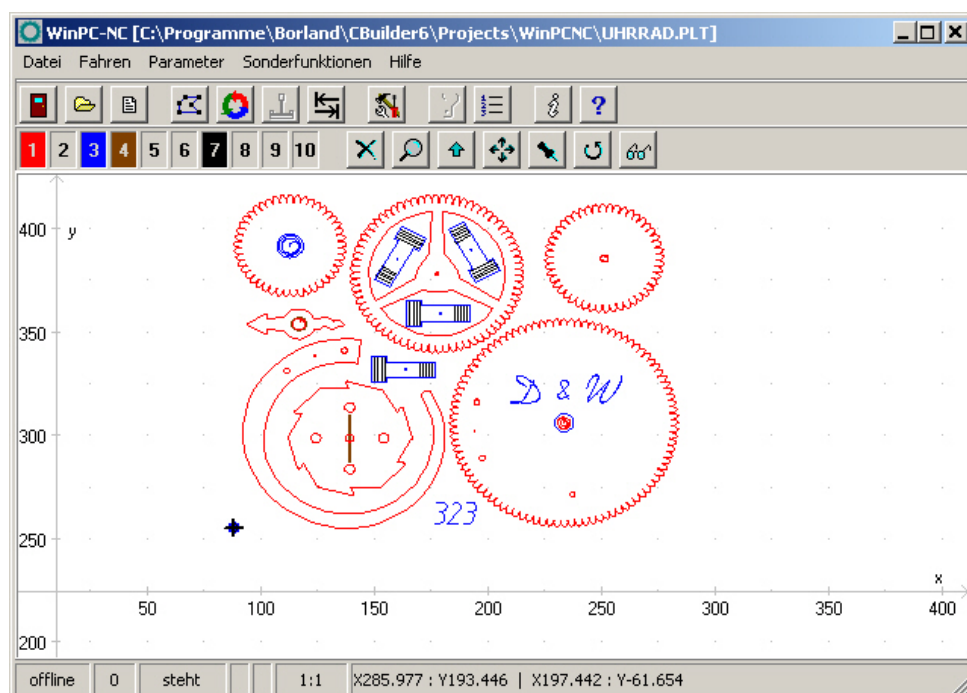 WinPC-NC [C:\Programme\Borland\CBuilder6\Projects\WinPCNC\UHRRAD.PLT]
Datei Fahren Parameter Sonderfunktionen Hilfe
1 2 3 4 5 6 7 8 9 10
400 y
350
D & W
300
323
250
x
50 100 150 200 250 300 350 400
200
offline 0 steht 1:1 X285.977 : Y193.446 | X197.442 : Y-61.654